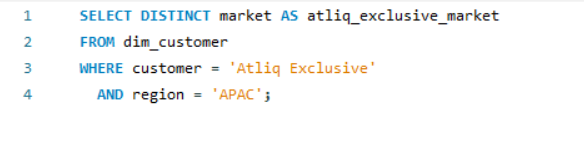 1 SELECT DISTINCT market AS atliq_exclusive_market
2 FROM dim_customer
3 WHERE customer = 'Atliq Exclusive'
4 AND region = 'APAC';